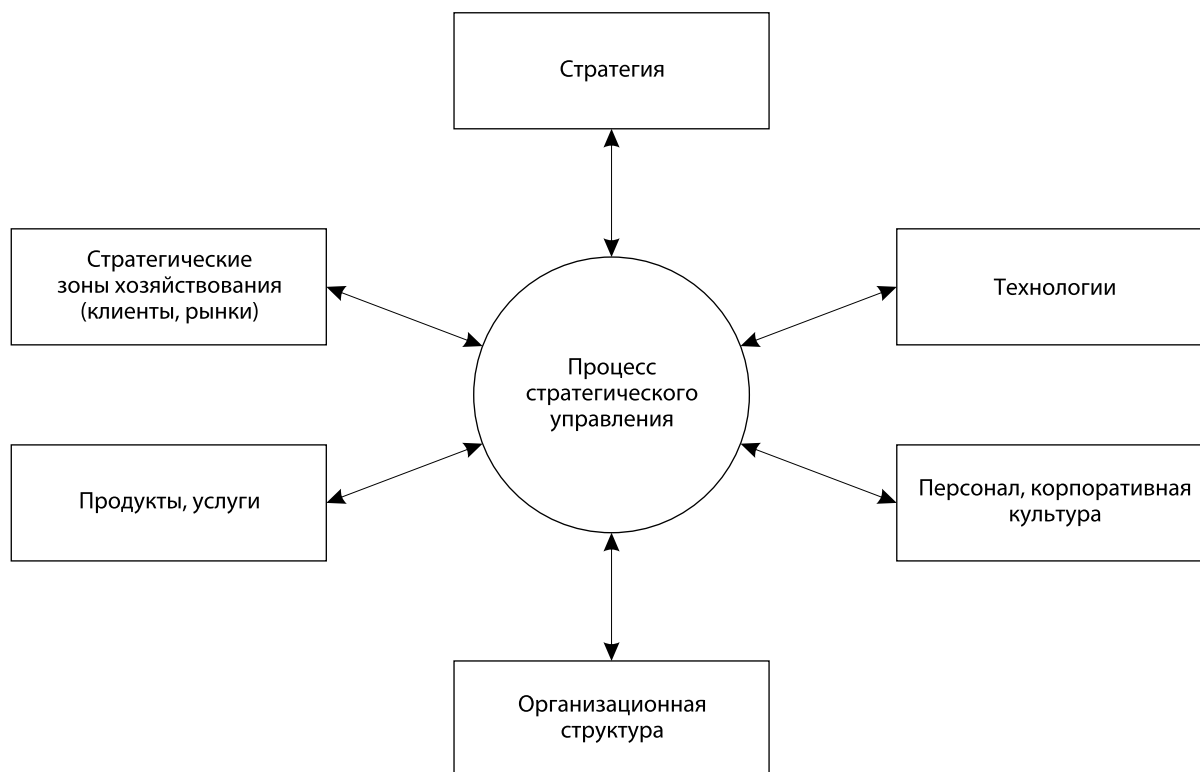 Стратегия
Стратегические
зоны хозяйствования
(клиенты, рынки)
Технологии
Процесс
стратегического
управления
Продукты, услуги
Персонал, корпоративная
культура
Организационная
структура